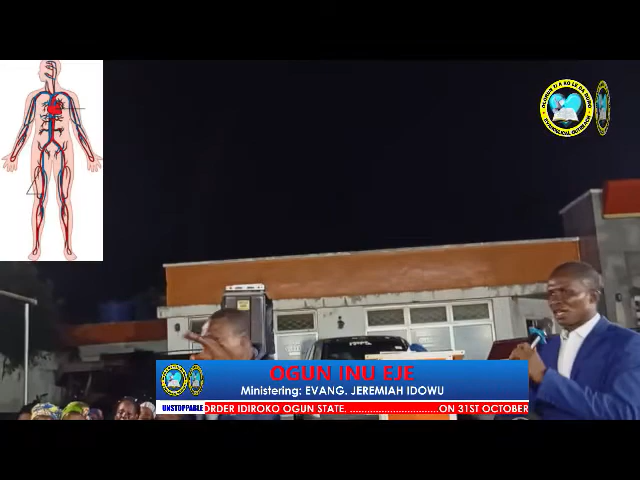 OGUN INU EJE
Ministering: EVANG. JEREMIAH IDOWU
UNSTOPPABLE
ORDER IDIROKO OGUN STATE. ..................ON 31ST OCTOBER